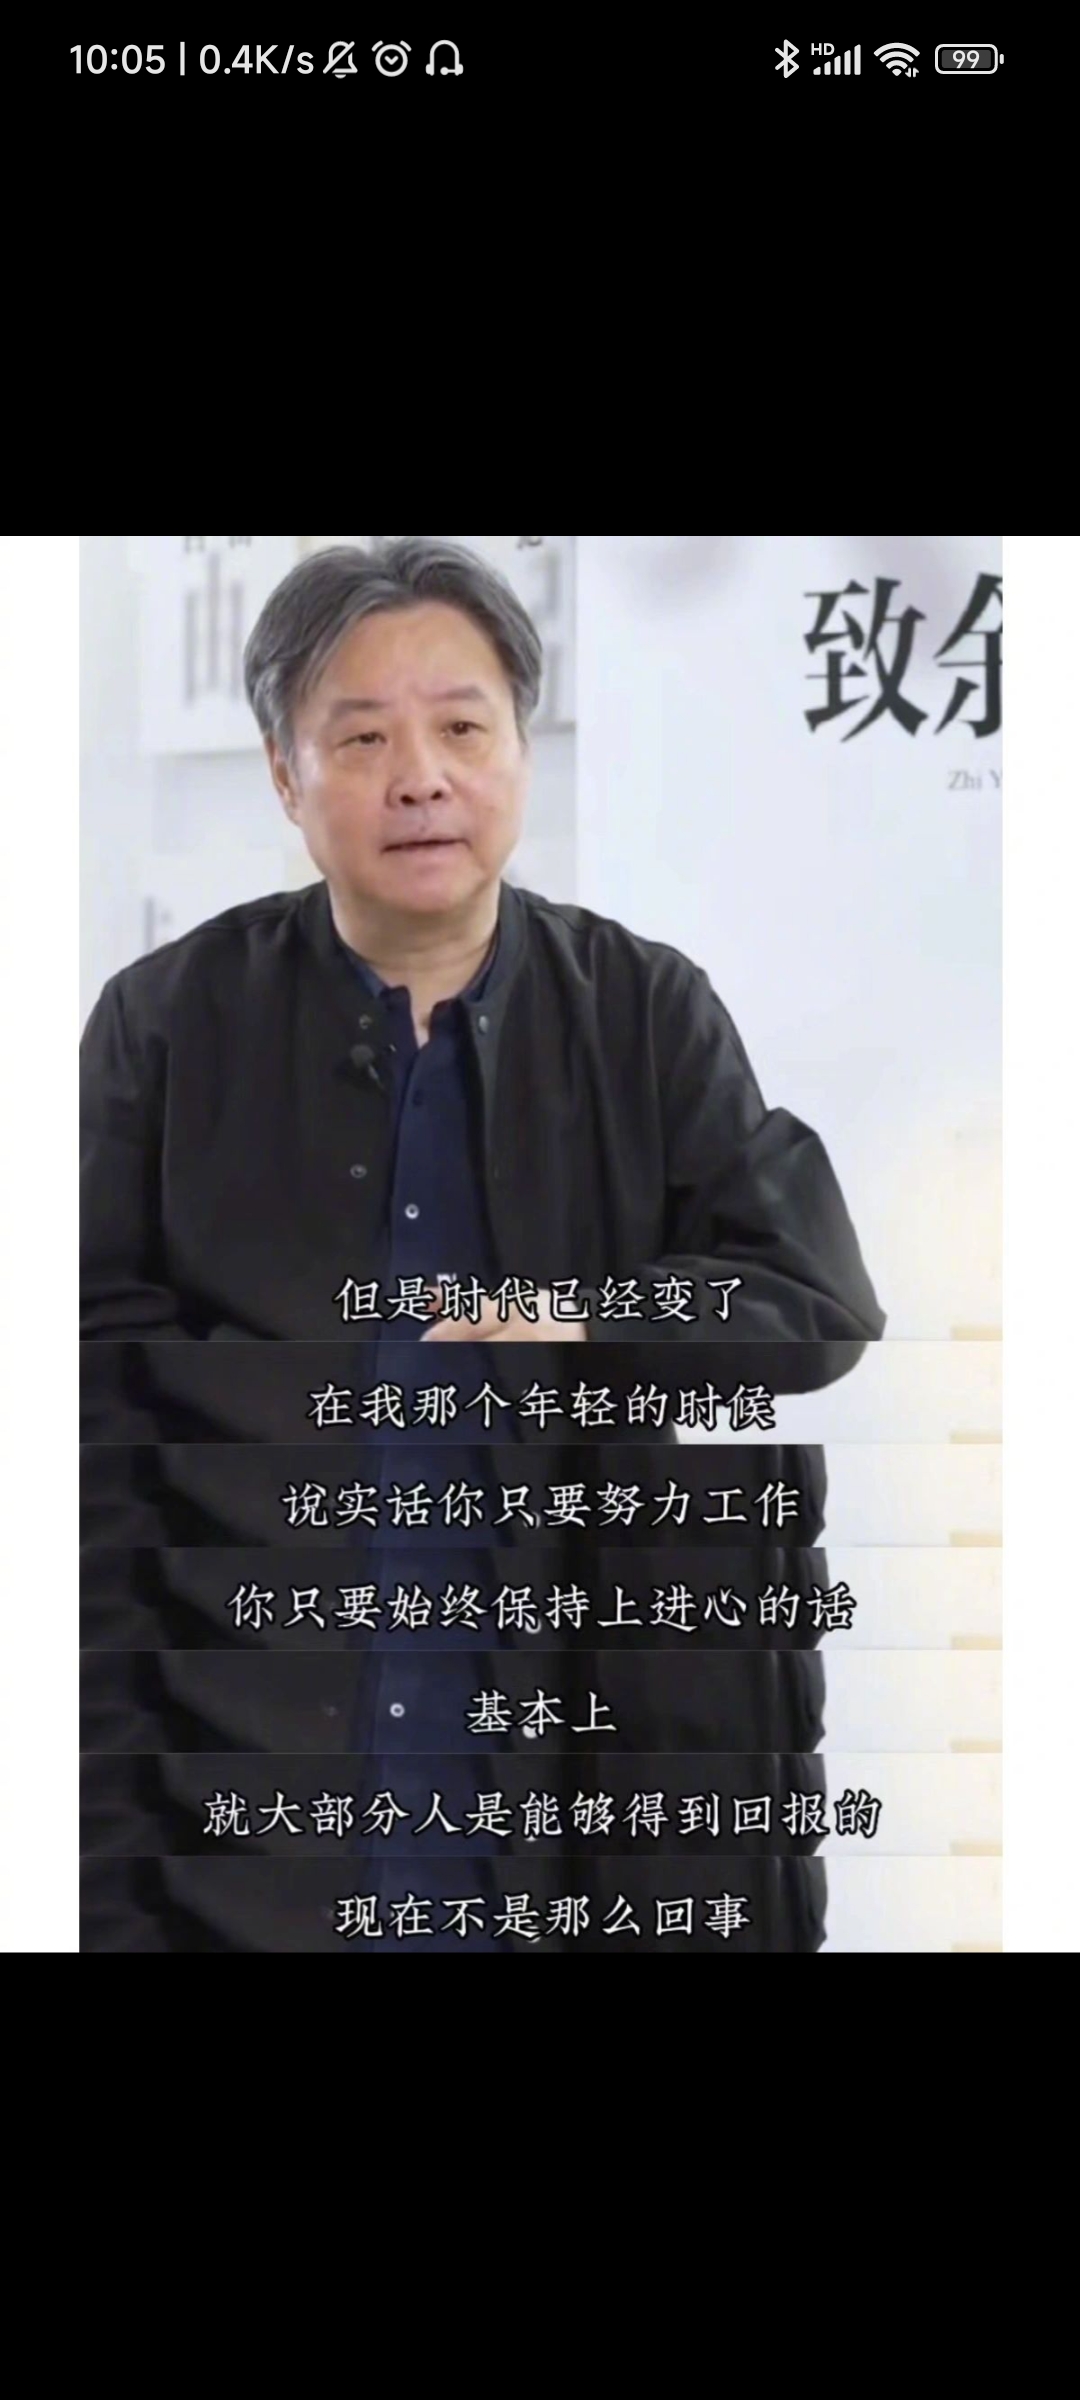 10:05 | 0.4K/s
HD
99
致余
Zhi Y
但是时代已经变了
在我那个年轻的时候
说实话你只要努力工作
你只要始终保持上进心的话
基本上
就大部分人是能够得到回报的
现在不是那么回事